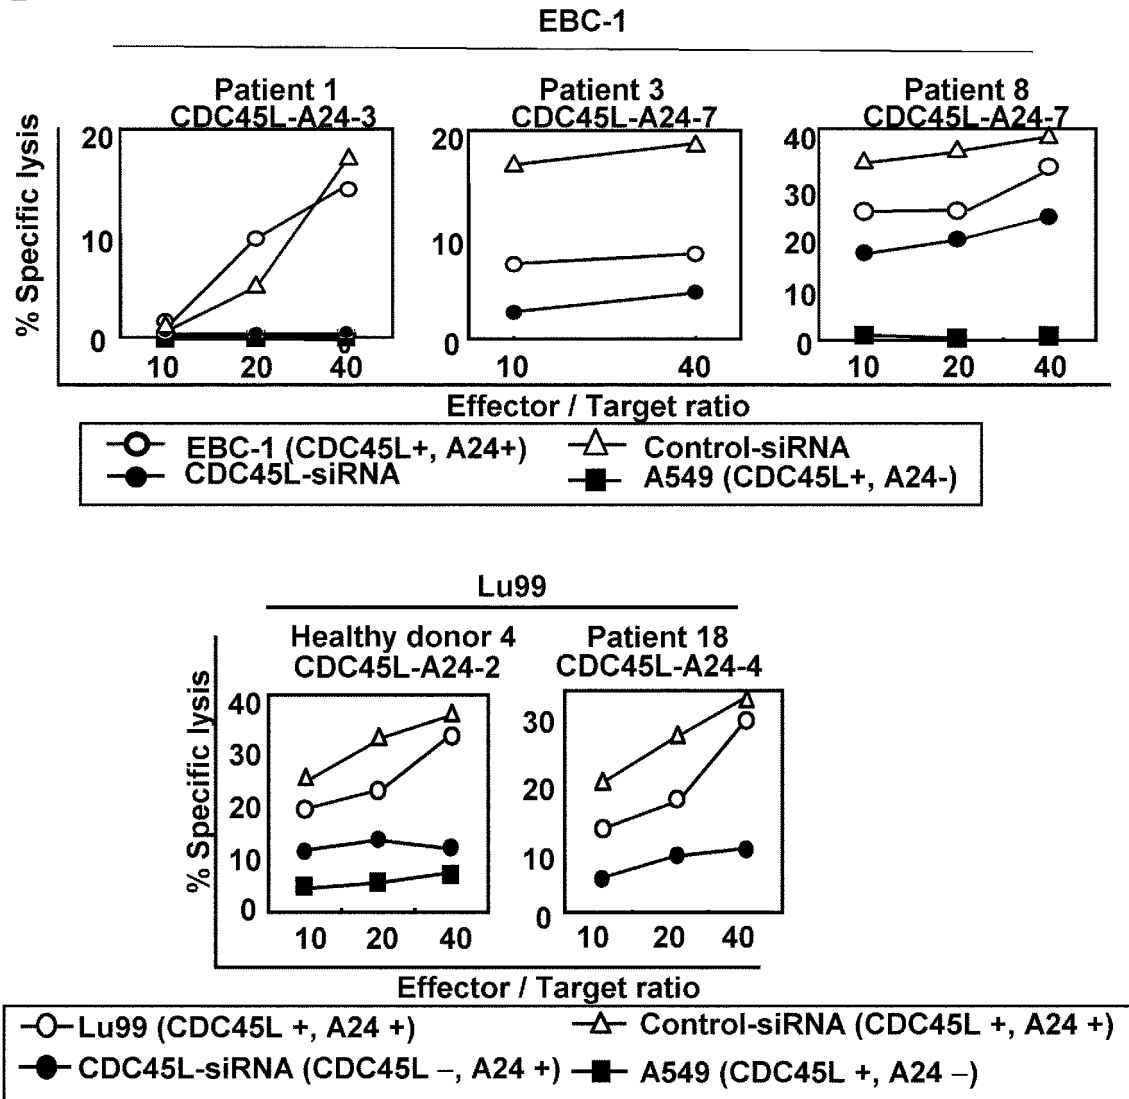 EBC-1
Patient 1
CDC45L-A24-3
Patient 3
CDC45L-A24-7
Patient 8
CDC45L-A24-7
% Specific lysis
20
10
0
10 20 40
20
10
0
10 40
40
30
20
10
0
10 20 40
Effector / Target ratio
EBC-1 (CDC45L+, A24+)
Control-siRNA
CDC45L-siRNA
A549 (CDC45L+, A24-)
Lu99
Healthy donor 4
CDC45L-A24-2
Patient 18
CDC45L-A24-4
% Specific lysis
40
30
20
10
0
10 20 40
30
20
10
0
10 20 40
Effector / Target ratio
Lu99 (CDC45L +, A24 +)
Control-siRNA (CDC45L +, A24 +)
CDC45L-siRNA (CDC45L –, A24 +)
A549 (CDC45L +, A24 –)